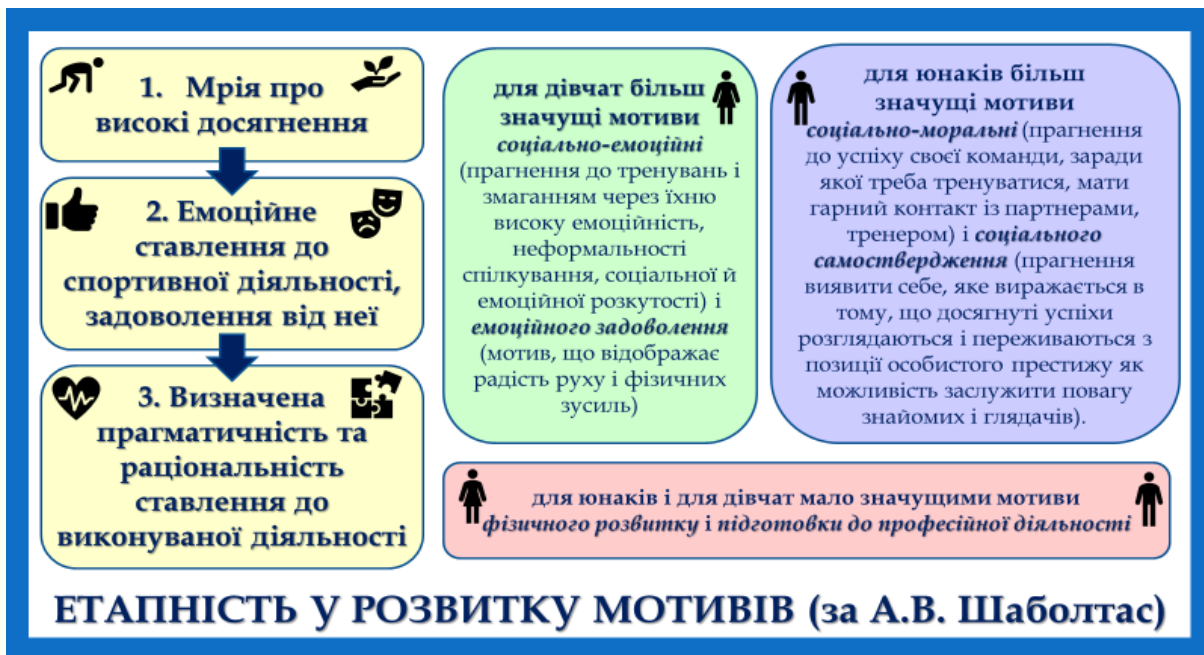 1. Мрія про
високі досягнення
2. Емоційне
ставлення до
спортивної діяльності,
задоволення від неї
3. Визначена
прагматичність та
раціональність
ставлення до
виконуваної діяльності
для дівчат більш
значущі мотиви
соціально-емоційні
(прагнення до тренувань і
змаганням через їхню
високу емоційність,
неформальності
спілкування, соціальної й
емоційної розкутості) і
емоційного задоволення
(мотив, що відображає
радість руху і фізичних
зусиль)
для юнаків більш
значущі мотиви
соціально-моральні (прагнення
до успіху своєї команди, заради
якої треба тренуватися, мати
гарний контакт із партнерами,
тренером) і соціального
самоствердження (прагнення
виявити себе, яке виражається в
тому, що досягнуті успіхи
розглядаються і переживаються з
позиції особистого престижу як
можливість заслужити повагу
знайомих і глядачів).
для юнаків і для дівчат мало значущими мотиви
фізичного розвитку і підготовки до професійної діяльності
ЕТАПНІСТЬ У РОЗВИТКУ МОТИВІВ (за А.В. Шаболтас)